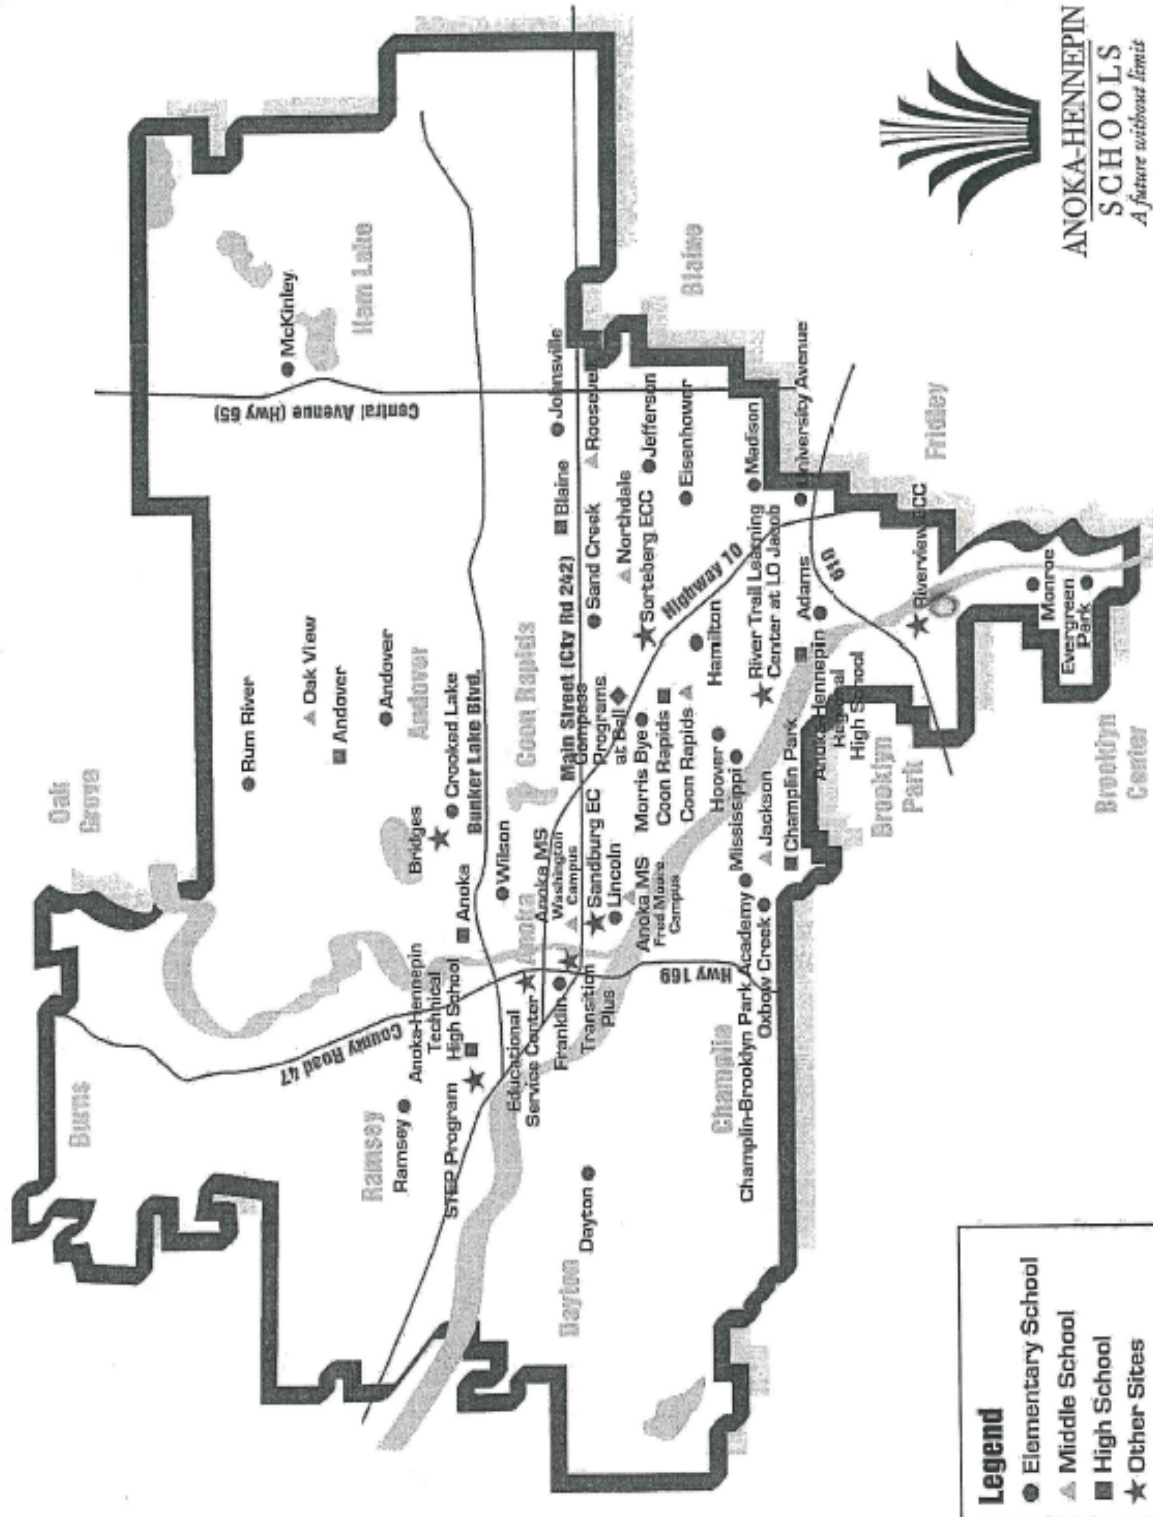 Oak
Grove
Burns
Rum River
Oak View
Andover
Andover
Andover
McKinley
Ham Lake
Central Avenue (Hwy 65)
County Road 47
Ramsey
Ramsey
Anoka-Hennepin
Technical
High School
STEP Program
Bridges
Crooked Lake
Bunker Lake Blvd.
Anoka
Wilson
Coon Rapids
Anoka
Anoka MS
Washington
Campus
Educational
Service Center
Franklin
Transition
Plus
Sandburg EC
Lincoln
Main Street (Cty Rd 242)
Compass
Programs
at Bell
Blaine
Johnsville
Roosevelt
Sand Creek
Northdale
Jefferson
Sorteberg ECC
Eisenhower
Blaine
Highway 10
Morris Bye
Coon Rapids
Coon Rapids
Hamilton
Hoover
Mississippi
Anoka MS
Fred Moore
Campus
Hwy 169
Dayton
Dayton
Champlin
Champlin-Brooklyn Park Academy
Oxbow Creek
Jackson
Champlin Park
River Trail Learning
Center at LO Jacob
Madison
University Avenue
Adams
Anoka-Hennepin
Regional
High School
610
Fridley
Brooklyn
Park
Riverview ECC
Monroe
Evergreen
Park
Brooklyn
Center
Legend
Elementary School
Middle School
High School
Other Sites
ANOKA-HENNEPIN
SCHOOLS
A future without limit